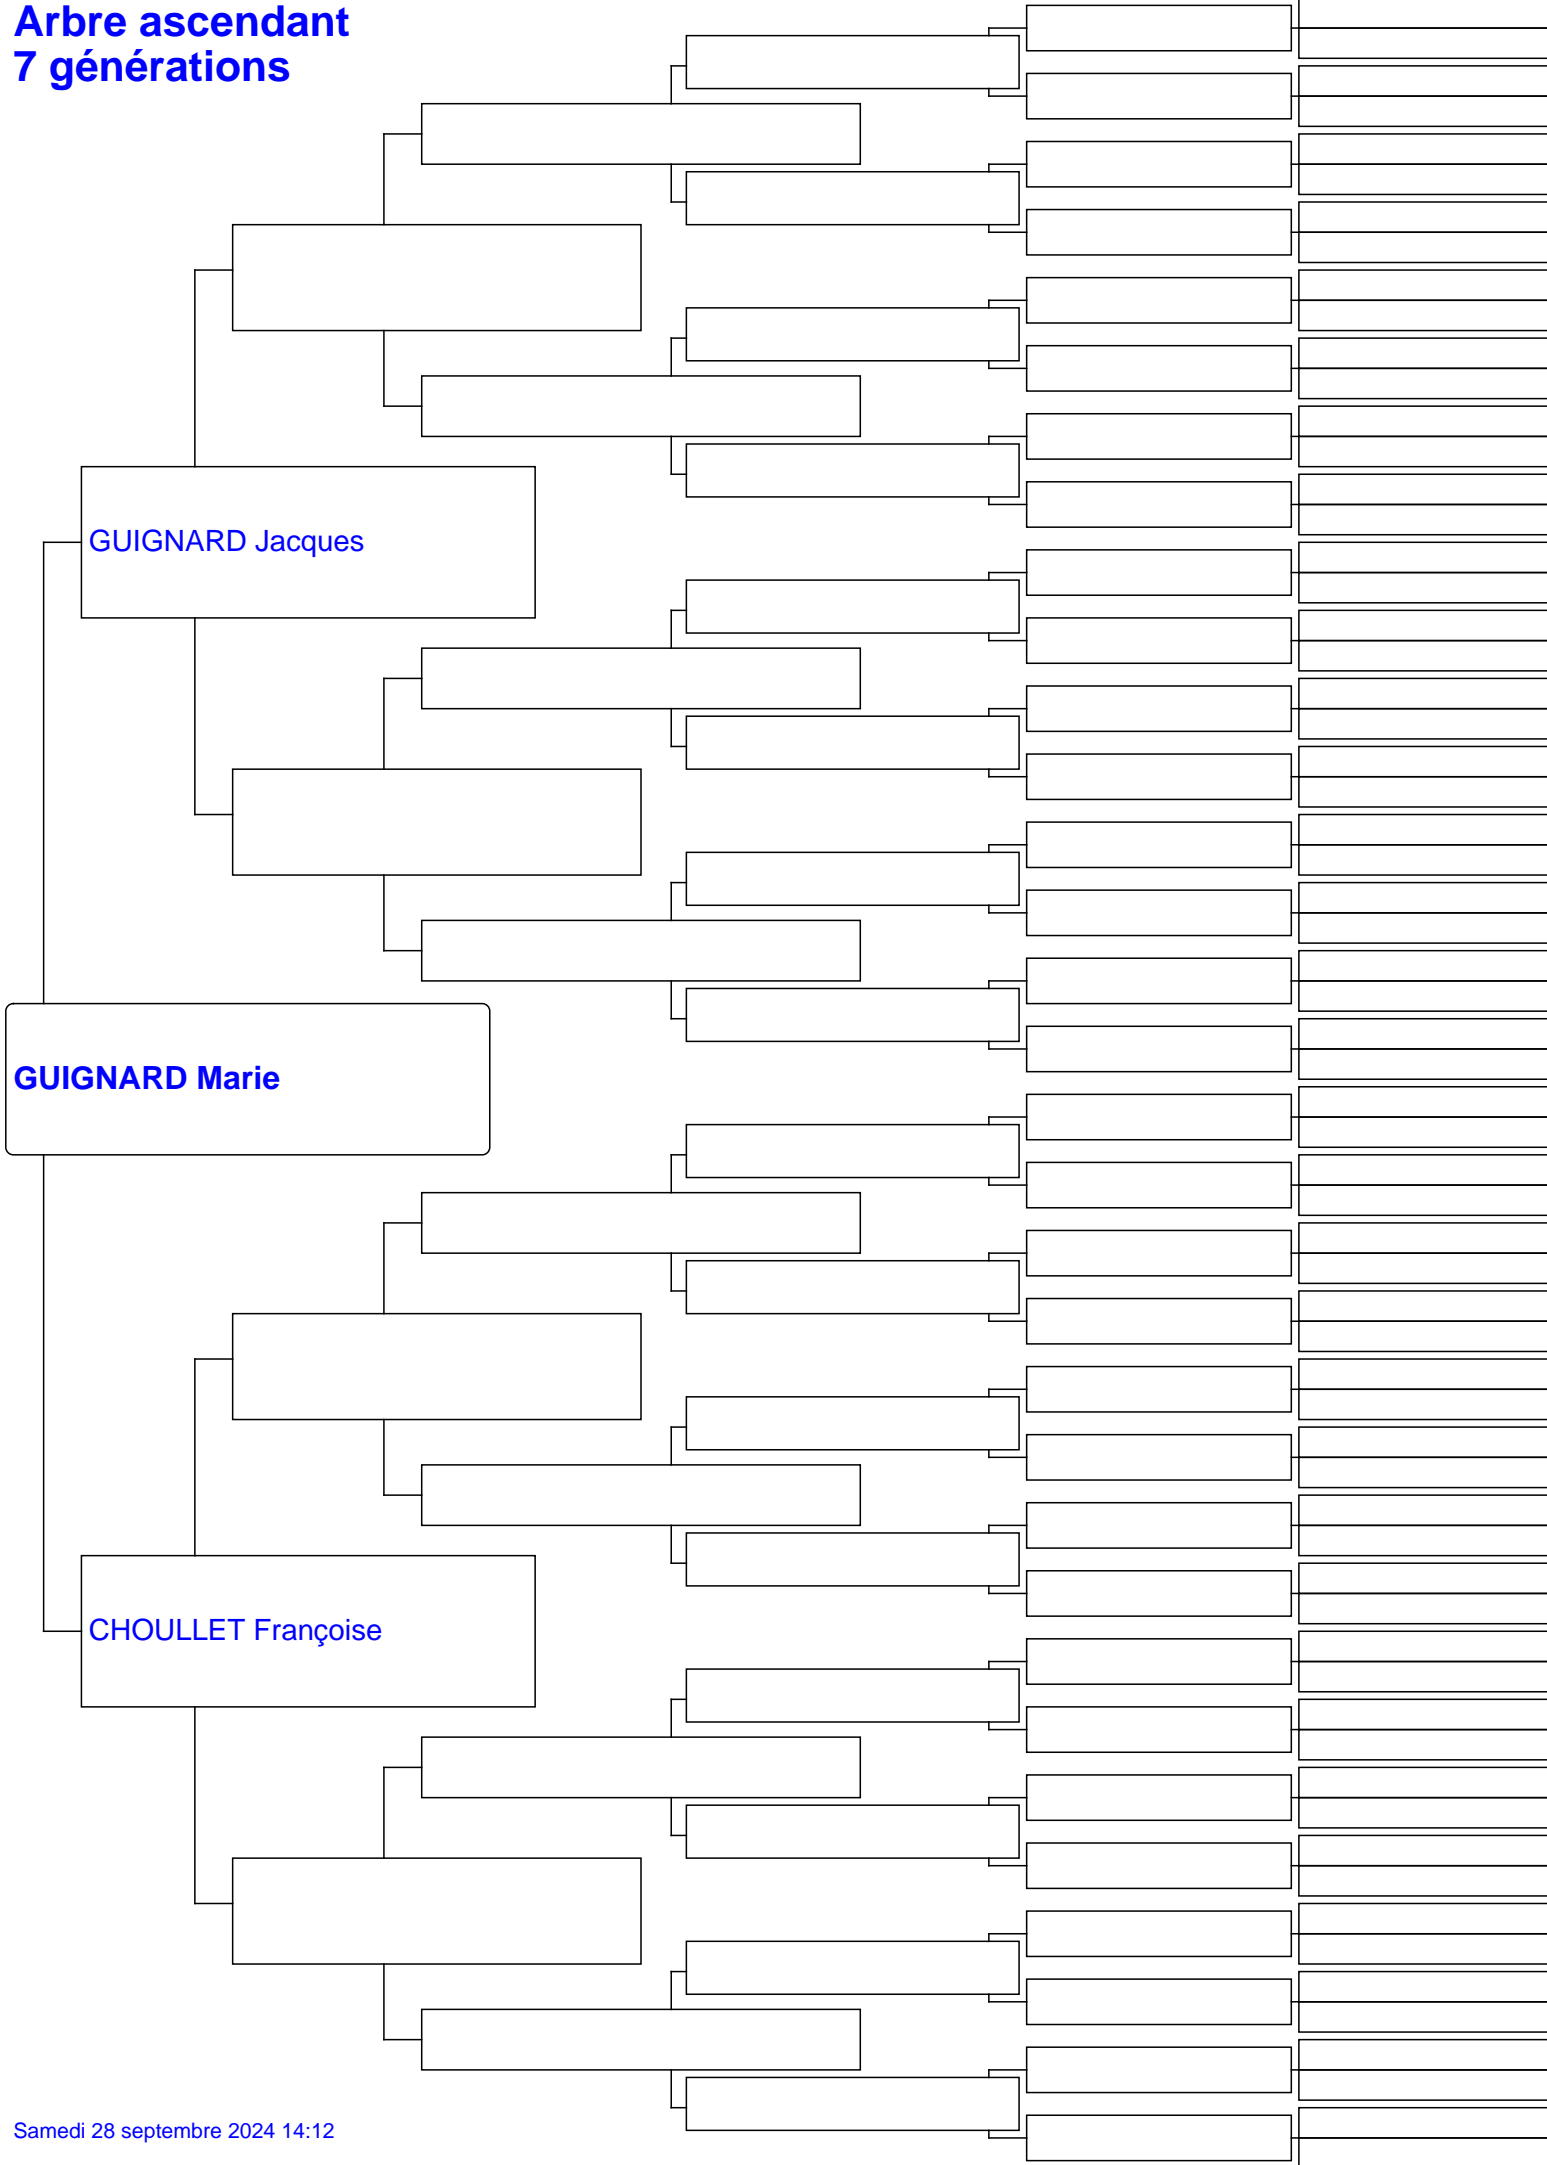 Arbre ascendant
7 générations
GUIGNARD Jacques
GUIGNARD Marie
CHOULLET Françoise
Samedi 28 septembre 2024 14:12